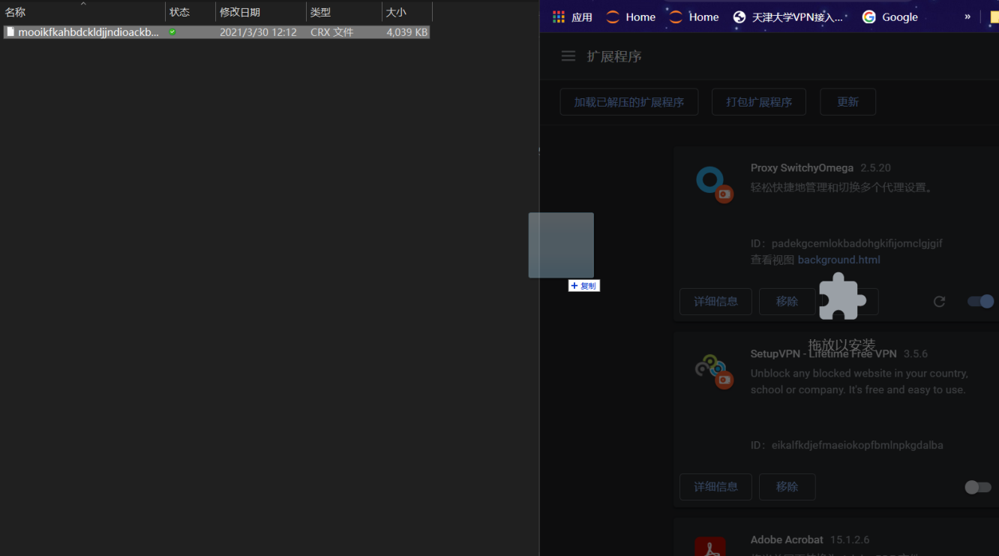 名称 状态 修改日期 类型 大小
mooikfkahbdckldjjndioackb... 2021/3/30 12:12 CRX 文件 4,039 KB
应用 Home Home 天津大学VPN接入... Google »
扩展程序
加载已解压的扩展程序 打包扩展程序 更新
Proxy SwitchyOmega 2.5.20
轻松快捷地管理和切换多个代理设置。
ID：padekgcemlokbadohgkifijomclgjgif
查看视图 background.html
+ 复制
详细信息 移除
拖放以安装
SetupVPN - Lifetime Free VPN 3.5.6
Unblock any blocked website in your country,
school or company. It's free and easy to use.
ID：eikalfkdjefmaeiokopfbmlnpkgdalba
详细信息 移除
Adobe Acrobat 15.1.2.6